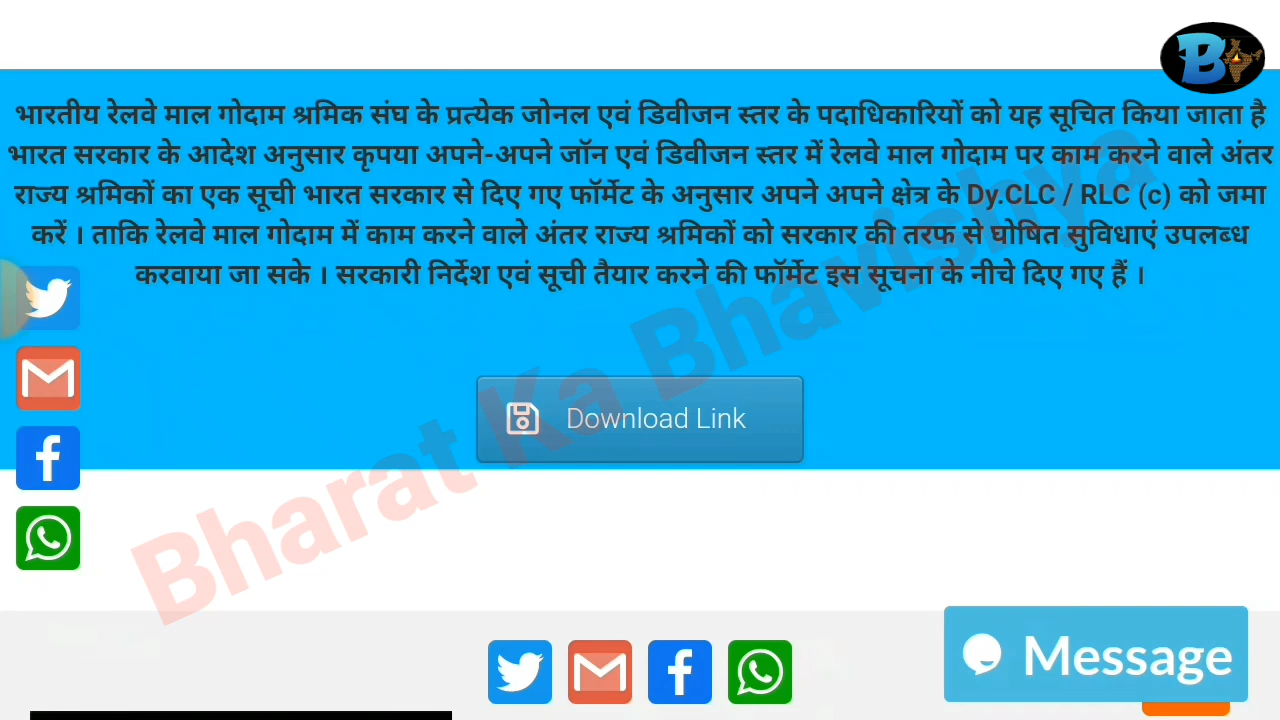 भारतीय रेलवे माल गोदाम श्रमिक संघ के प्रत्येक जोनल एवं डिवीजन स्तर के पदाधिकारियों को यह सूचित किया जाता है
भारत सरकार के आदेश अनुसार कृपया अपने-अपने जॉन एवं डिवीजन स्तर में रेलवे माल गोदाम पर काम करने वाले अंतर
राज्य श्रमिकों का एक सूची भारत सरकार से दिए गए फॉर्मेट के अनुसार अपने अपने क्षेत्र के Dy.CLC / RLC (c) को जमा
करें । ताकि रेलवे माल गोदाम में काम करने वाले अंतर राज्य श्रमिकों को सरकार की तरफ से घोषित सुविधाएं उपलब्ध
करवाया जा सके । सरकारी निर्देश एवं सूची तैयार करने की फॉर्मेट इस सूचना के नीचे दिए गए हैं ।
Download Link
Bharat Ka Bhavishya
Message